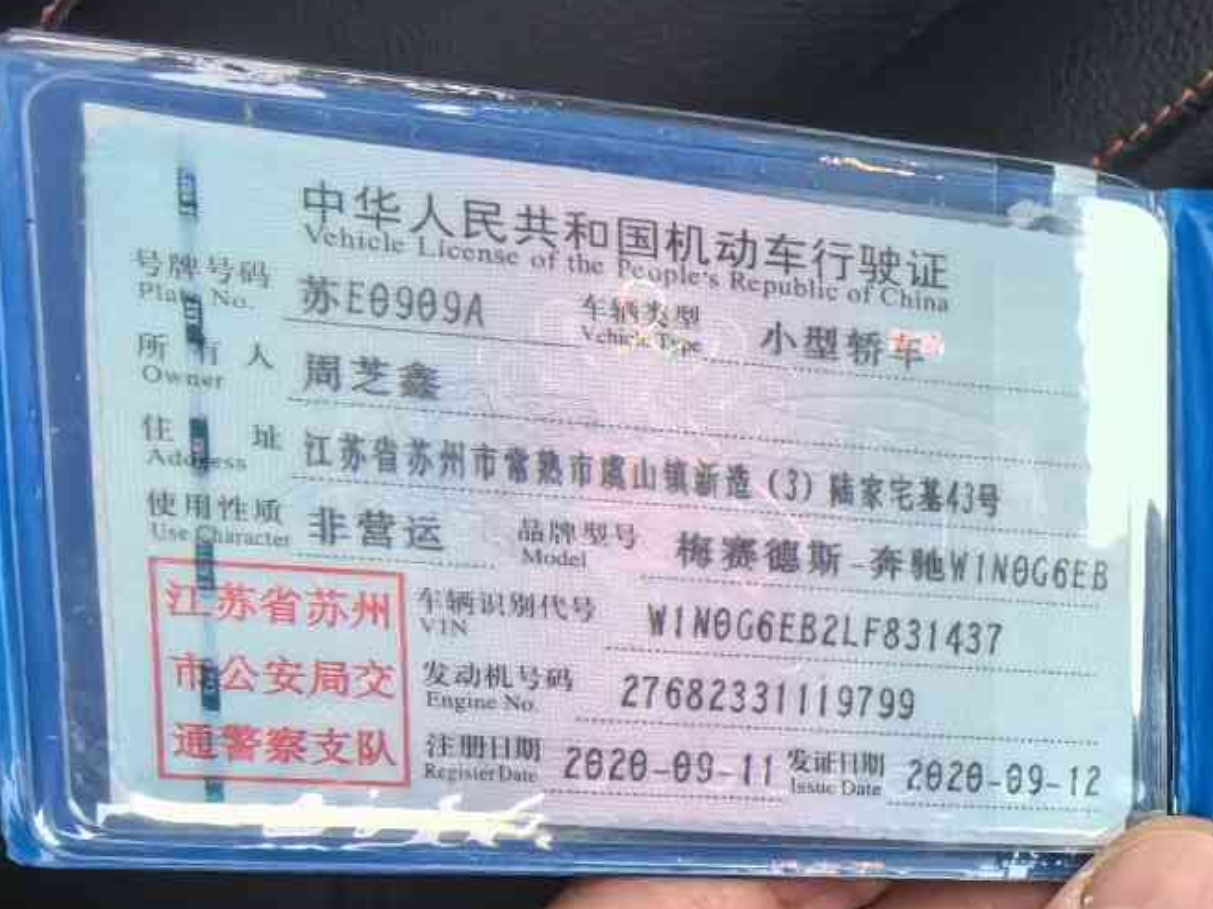 中华人民共和国机动车行驶证
Vehicle License of the People's Republic of China
号牌号码 苏E0909A 车辆类型 小型轿车
Plate No. Vehicle Type
所有人 周芝鑫
Owner
住址 江苏省苏州市常熟市虞山镇新造(3)陆家宅基43号
Address
使用性质 非营运 品牌型号 梅赛德斯-奔驰W1N0G6EB
Use Character Model
江苏省苏州
市公安局交
通警察支队
车辆识别代号 W1N0G6EB2LF831437
VIN
发动机号码 27682331119799
Engine No.
注册日期 2020-09-11 发证日期 2020-09-12
Register Date Issue Date